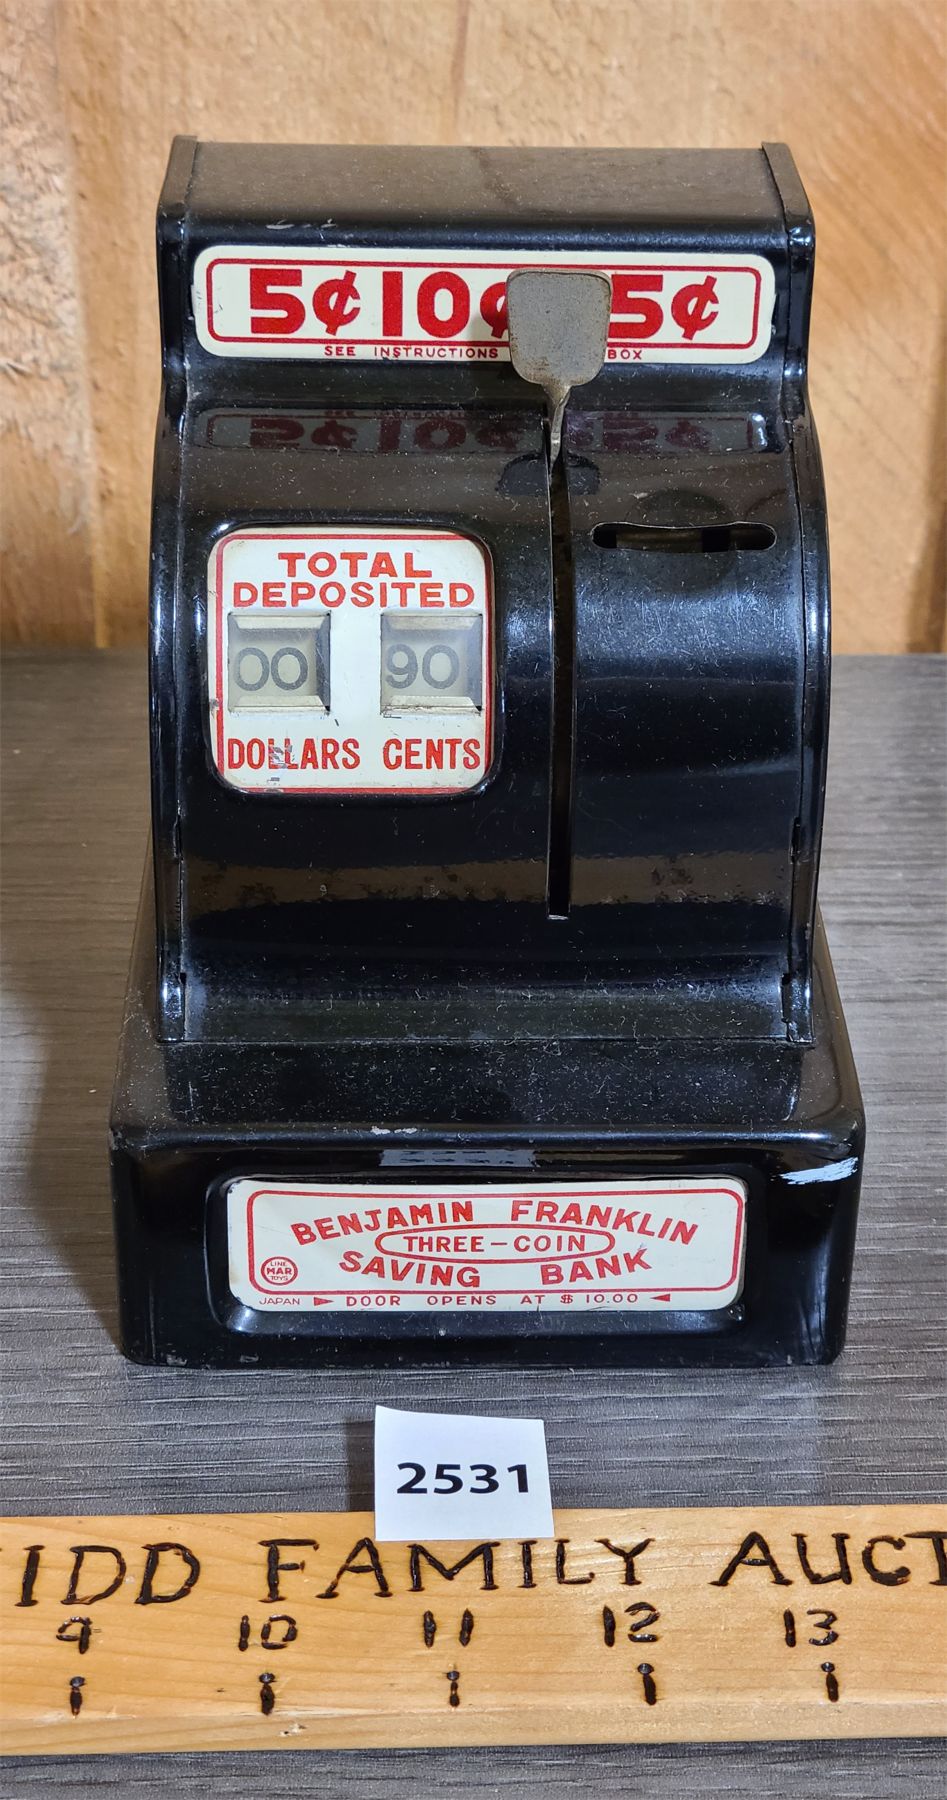 5¢ 10¢ 5¢
SEE INSTRUCTIONS BOX
TOTAL
DEPOSITED
00 90
DOLLARS CENTS
BENJAMIN FRANKLIN
THREE-COIN
SAVING BANK
LINE
MAR
TOYS
JAPAN ► DOOR OPENS AT $ 10.00 ◄
2531
IDD FAMILY AUCT
9 10 11 12 13